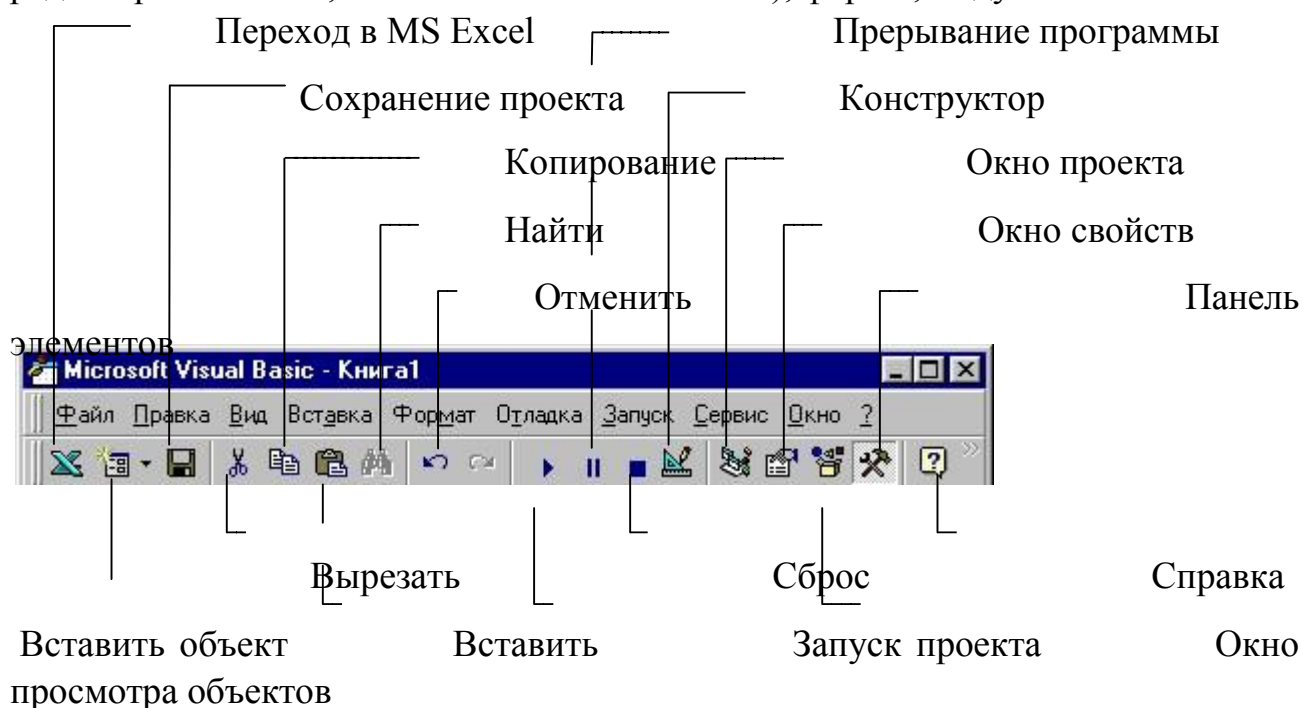 Переход в MS Excel Прерывание программы
Сохранение проекта Конструктор
Копирование Окно проекта
Найти Окно свойств
Отменить Панель
элементов
Microsoft Visual Basic - Книга1
Файл Правка Вид Вставка Формат Отладка Запуск Сервис Окно ?
Вырезать Сброс Справка
Вставить объект Вставить Запуск проекта Окно
просмотра объектов